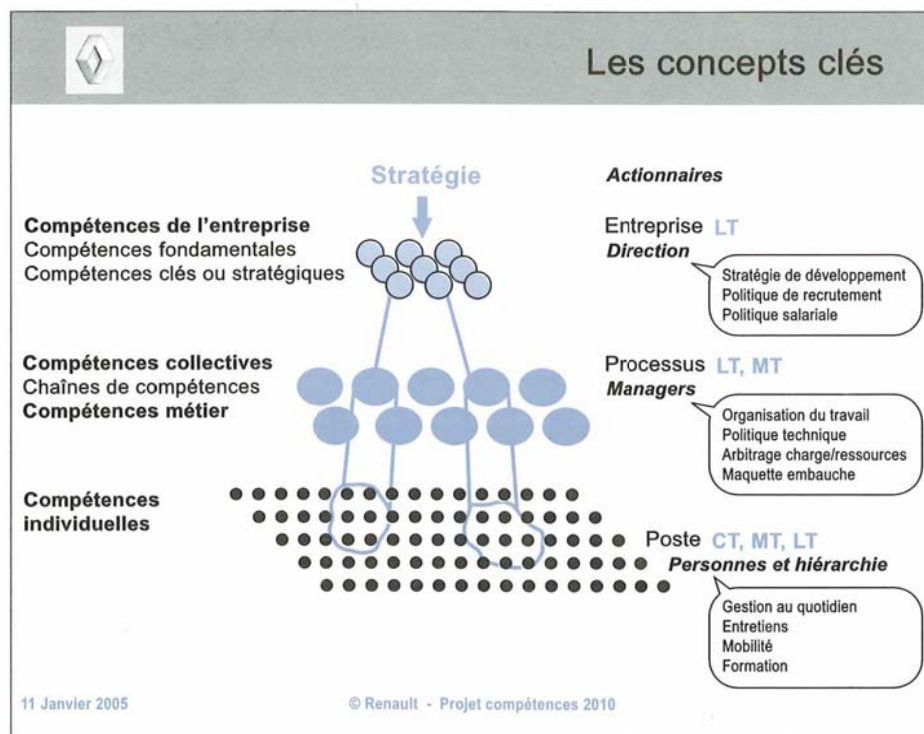 Les concepts clés
Stratégie
Actionnaires
Compétences de l'entreprise
Compétences fondamentales
Compétences clés ou stratégiques
Entreprise LT
Direction
Stratégie de développement
Politique de recrutement
Politique salariale
Compétences collectives
Chaînes de compétences
Compétences métier
Processus LT, MT
Managers
Organisation du travail
Politique technique
Arbitrage charge/ressources
Maquette embauche
Compétences
individuelles
Poste CT, MT, LT
Personnes et hiérarchie
Gestion au quotidien
Entretiens
Mobilité
Formation
11 Janvier 2005
© Renault - Projet compétences 2010